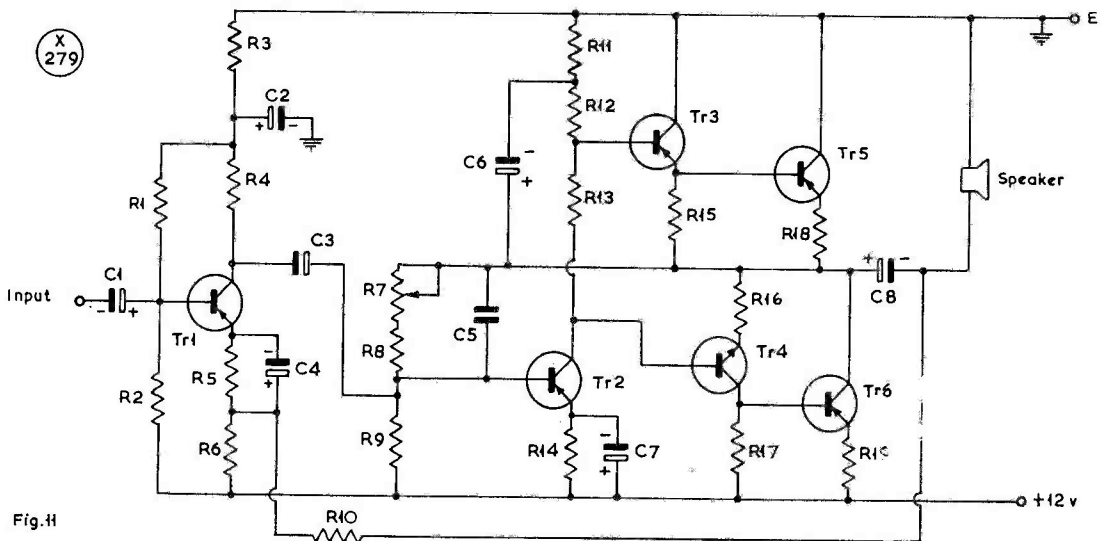 X
279
R3
C2
+
-
R1
R4
C3
C1
Input
-
+
Tr1
R2
R5
-
C4
+
R6
R10
Fig.11
R11
R12
C6
-
+
R13
Tr3
R15
Tr5
R18
Speaker
E
R7
R8
C5
R9
Tr2
R14
-
C7
+
R16
Tr4
R17
Tr6
R19
+
-
C8
+12 v